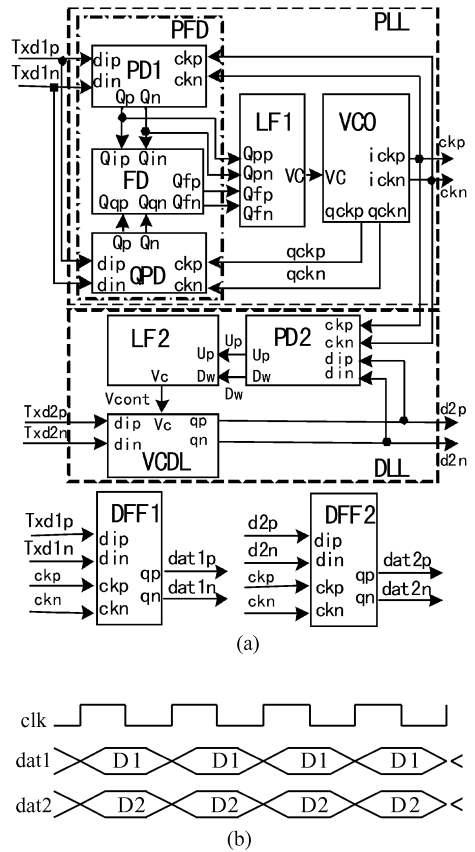 PFD PLL
Txd1p
Txd1n
dip PD1 ckp
din ckn
Qp Qn
LF1 VCO
Qip Qin
FD
Qfp
Qqp Qqn Qfn
Qpp
Qpn
Qfp
Qfn
VC
VC ickp
ickn
qckp qckn
ckp
ckn
Qp Qn
dip ckp
QPD
din ckn
qckp
qckn
LF2 PD2
Up Up Up
Dw Dw Dw
ckp
ckn
dip
din
Vc
Vcont
Txd2p
Txd2n
dip Vc qp
din qn
VCDL
d2p
d2n
DLL
DFF1
Txd1p dip
Txd1n din
ckp ckp
ckn ckn
qp dat1p
qn dat1n
DFF2
d2p dip
d2n din
ckp ckp
ckn ckn
qp dat2p
qn dat2n
(a)
clk
dat1 D1 D1 D1 D1
dat2 D2 D2 D2 D2
(b)